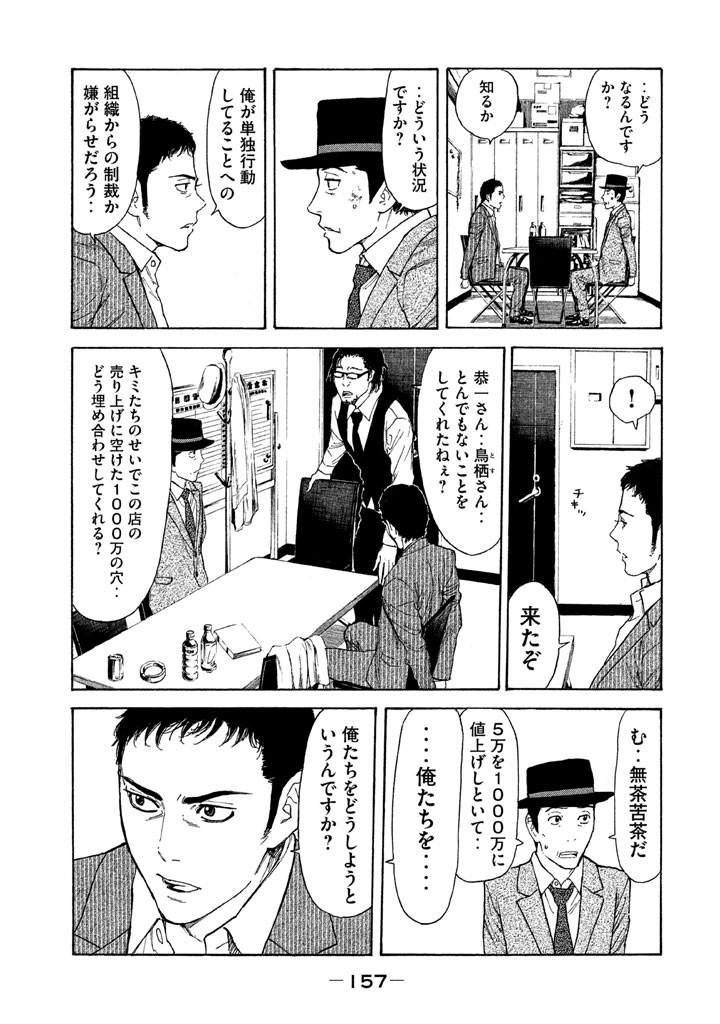 ‥どう
なるんです
か?
知るか
‥どういう状況
ですか?
俺が単独行動
してることへの
組織からの制裁か
嫌がらせだろう‥
!
チャ‥
来たぞ
恭一さん‥鳥栖さん‥
とす
とんでもないことを
してくれたねぇ?
キミたちのせいでこの店の
売り上げに空けた1000万の穴‥
どう埋め合わせしてくれる?
む‥無茶苦茶だ
5万を1000万に
値上げしといて‥
‥‥俺たちを‥‥
俺たちをどうしようと
いうんですか?
-157-